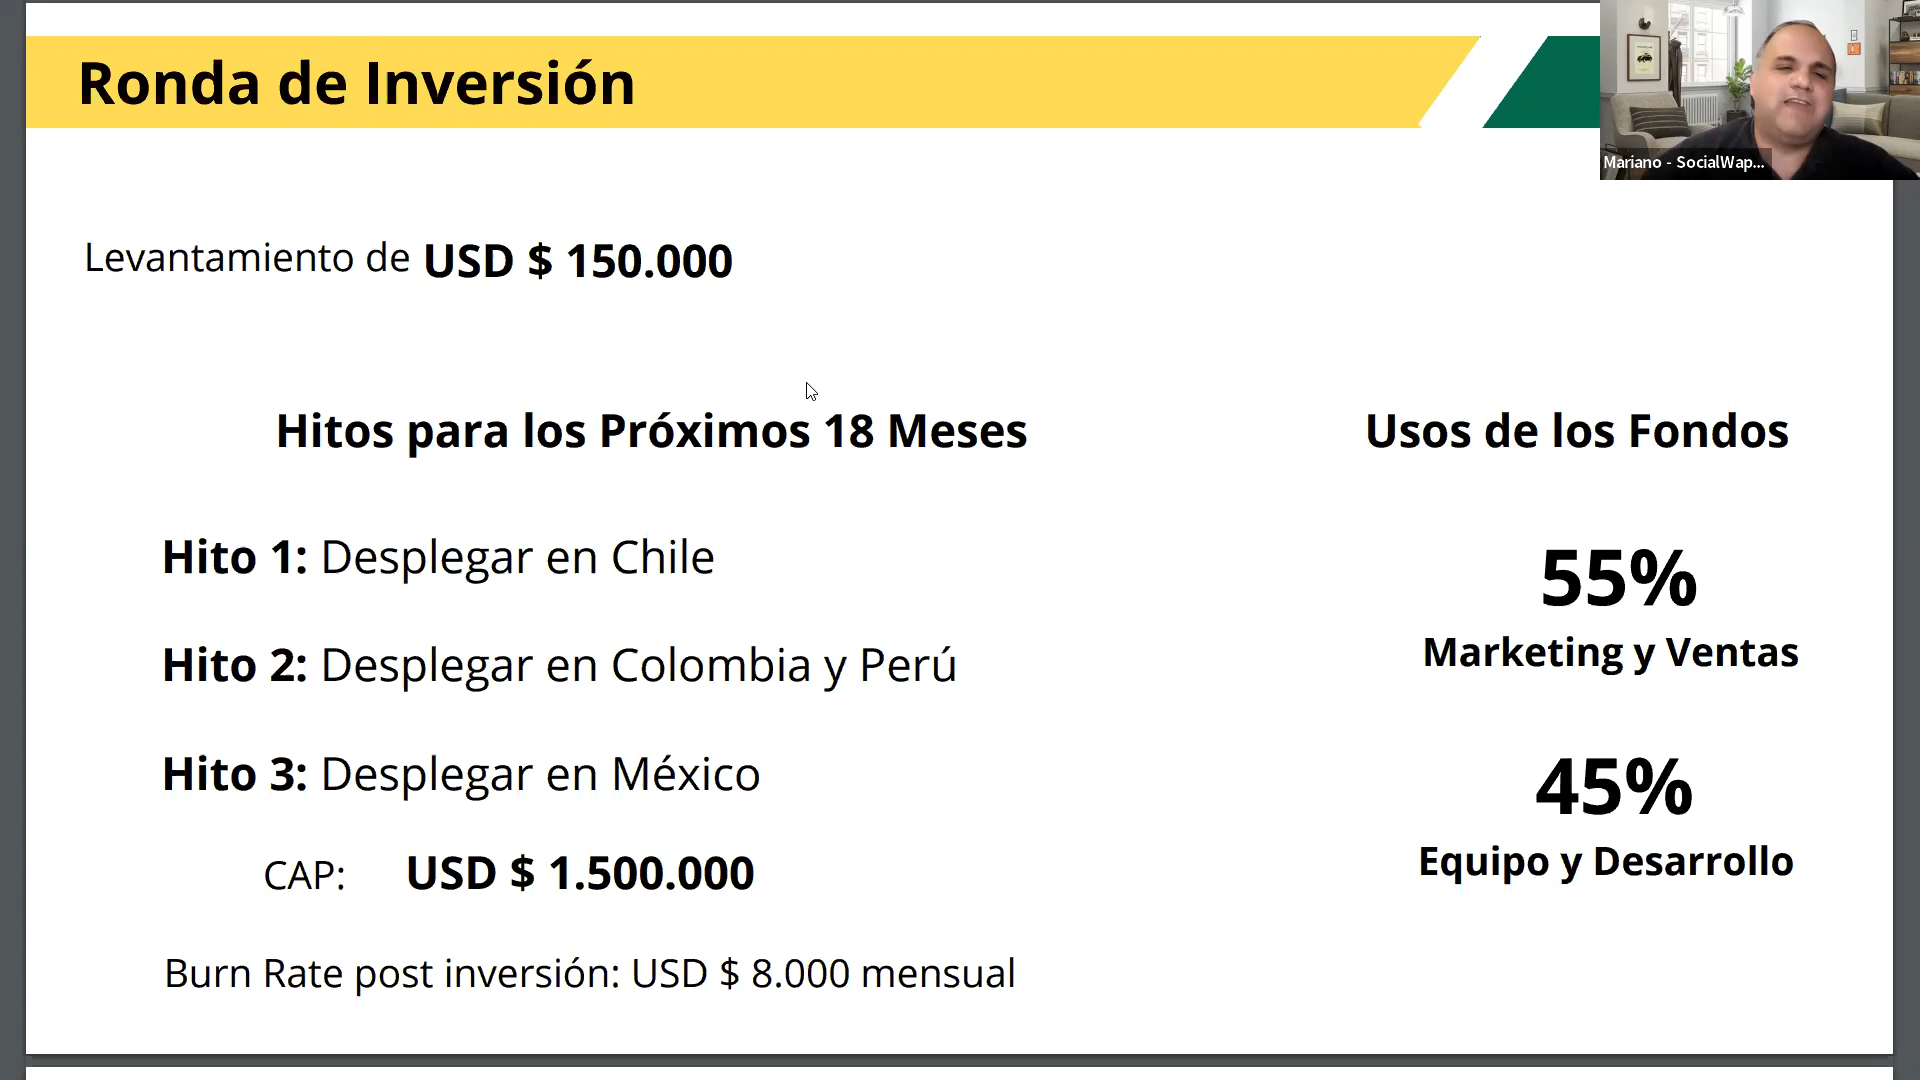 Ronda de Inversión
Mariano - SocialWap...
Levantamiento de USD $ 150.000
Hitos para los Próximos 18 Meses
Hito 1: Desplegar en Chile
Hito 2: Desplegar en Colombia y Perú
Hito 3: Desplegar en México
CAP: USD $ 1.500.000
Burn Rate post inversión: USD $ 8.000 mensual
Usos de los Fondos
55%
Marketing y Ventas
45%
Equipo y Desarrollo